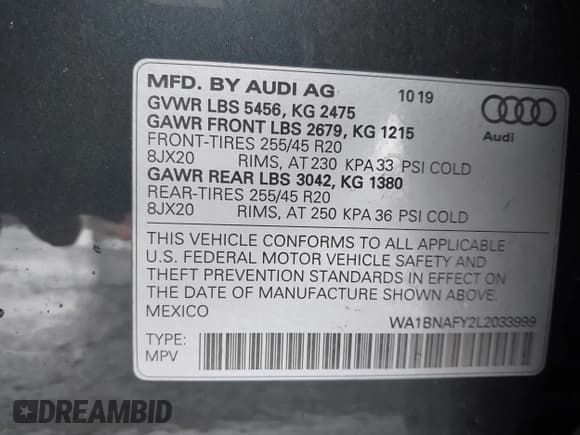 MFD. BY AUDI AG 10 19
GVWR LBS 5456, KG 2475
GAWR FRONT LBS 2679, KG 1215
FRONT-TIRES 255/45 R20
8JX20 RIMS, AT 230 KPA 33 PSI COLD
GAWR REAR LBS 3042, KG 1380
REAR-TIRES 255/45 R20
8JX20 RIMS, AT 250 KPA 36 PSI COLD
Audi
THIS VEHICLE CONFORMS TO ALL APPLICABLE
U.S. FEDERAL MOTOR VEHICLE SAFETY AND
THEFT PREVENTION STANDARDS IN EFFECT ON
THE DATE OF MANUFACTURE SHOWN ABOVE.
MEXICO WA1BNAFY2L2033999
TYPE:
MPV
DREAMBID